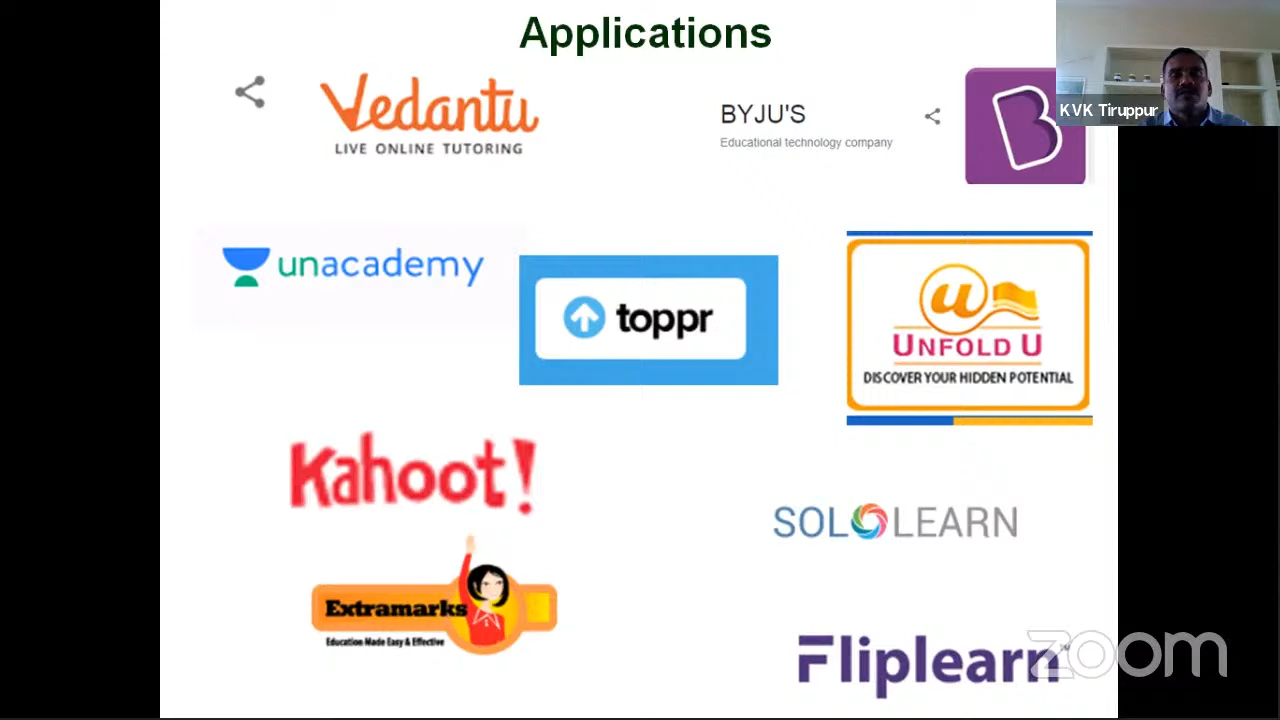 Applications
KVK Tiruppur
Vedantu
LIVE ONLINE TUTORING
BYJU'S
Educational technology company
B
unacademy
toppr
u
UNFOLD U
DISCOVER YOUR HIDDEN POTENTIAL
Kahoot!
SOLOLEARN
Extramarks
Education Made Easy & Effective
Fliplearn
zoom